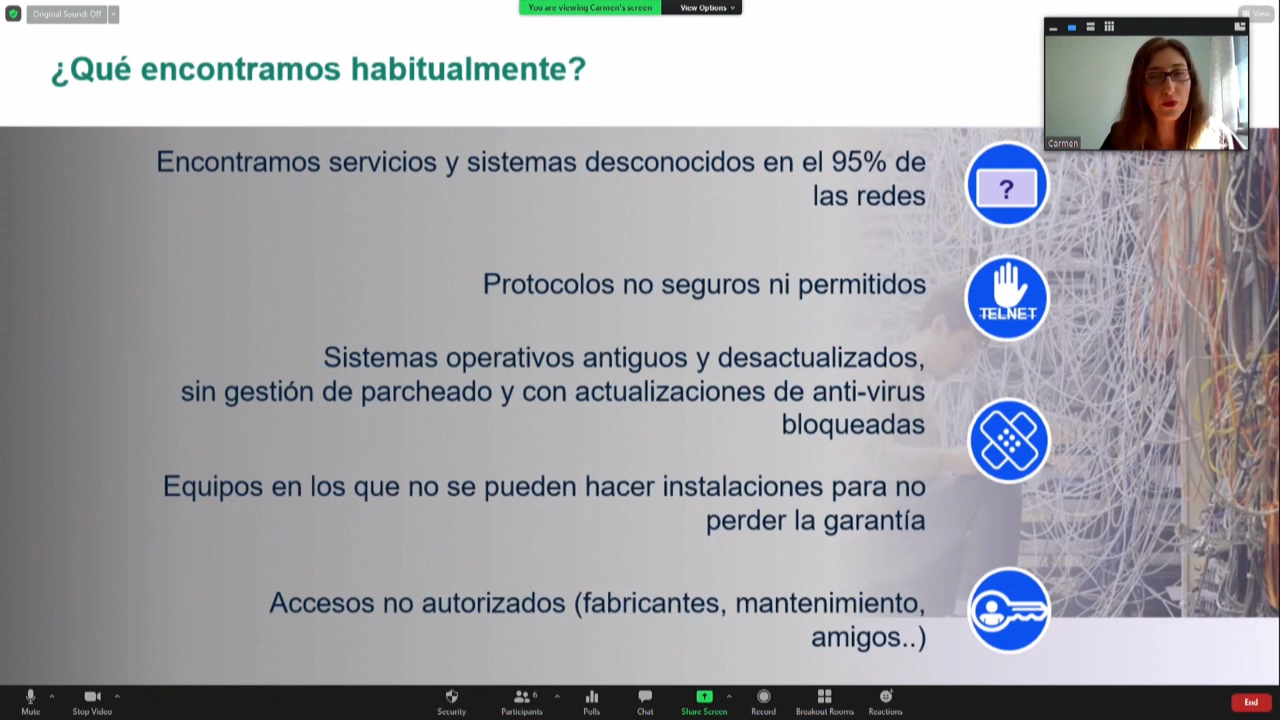 Original Sound: Off
You are viewing Carmen's screen
View Options
View
¿Qué encontramos habitualmente?
Carmen
Encontramos servicios y sistemas desconocidos en el 95% de
las redes
?
Protocolos no seguros ni permitidos
TELNET
Sistemas operativos antiguos y desactualizados,
sin gestión de parcheado y con actualizaciones de anti-virus
bloqueadas
Equipos en los que no se pueden hacer instalaciones para no
perder la garantía
Accesos no autorizados (fabricantes, mantenimiento,
amigos..)
Mute
Stop Video
Security
Participants
6
Polls
Chat
Share Screen
Record
Breakout Rooms
Reactions
End